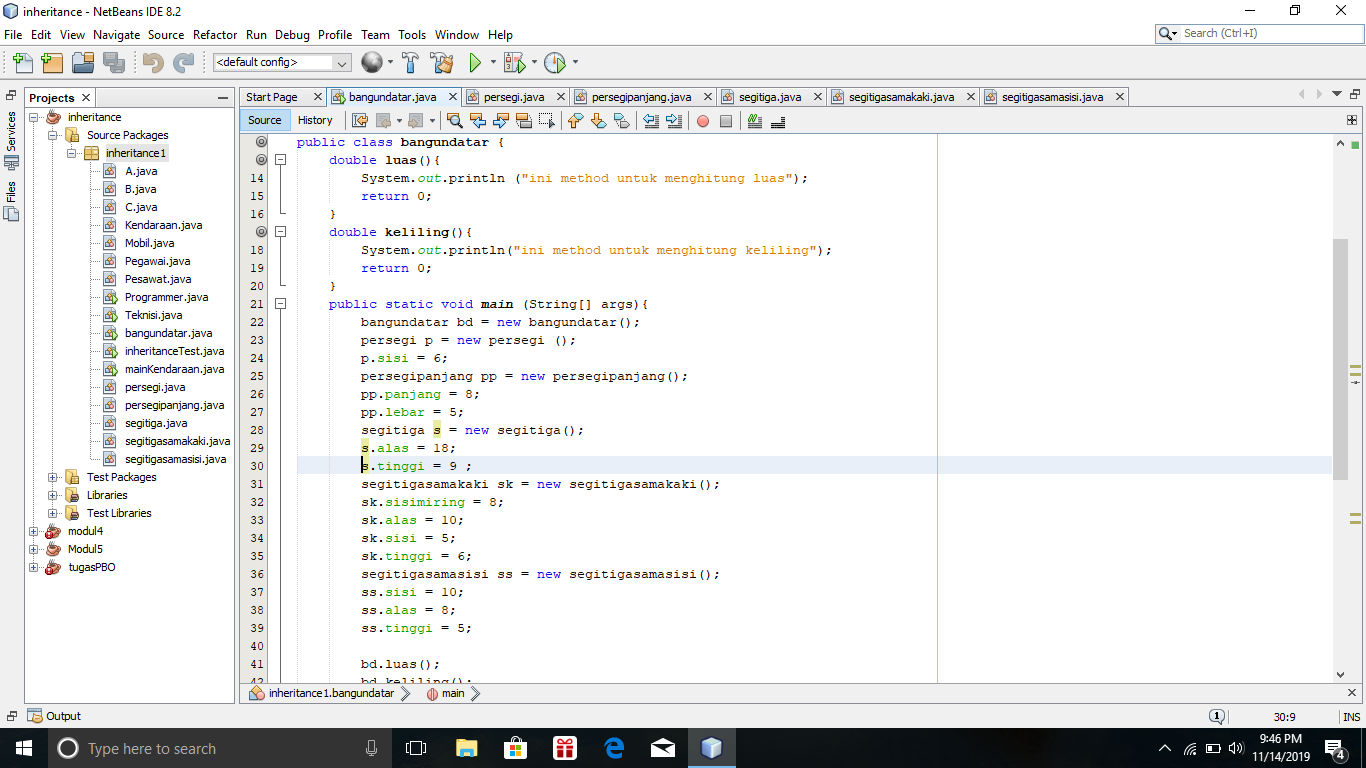 inheritance - NetBeans IDE 8.2
File Edit View Navigate Source Refactor Run Debug Profile Team Tools Window Help
Search (Ctrl+I)
<default config>
Services
Files
Projects
inheritance
Source Packages
inheritance1
A.java
B.java
C.java
Kendaraan.java
Mobil.java
Pegawai.java
Pesawat.java
Programmer.java
Teknisi.java
bangundatar.java
inheritanceTest.java
mainKendaraan.java
persegi.java
persegipanjang.java
segitiga.java
segitigasamakaki.java
segitigasamasisi.java
Test Packages
Libraries
Test Libraries
modul4
Modul5
tugasPBO
Start Page bangundatar.java persegi.java persegipanjang.java segitiga.java segitigasamakaki.java segitigasamasisi.java
Source History
public class bangundatar {
double luas(){
14 System.out.println ("ini method untuk menghitung luas");
15 return 0;
16 }
double keliling(){
18 System.out.println("ini method untuk menghitung keliling");
19 return 0;
20 }
21 public static void main (String[] args){
22 bangundatar bd = new bangundatar();
23 persegi p = new persegi ();
24 p.sisi = 6;
25 persegipanjang pp = new persegipanjang();
26 pp.panjang = 8;
27 pp.lebar = 5;
28 segitiga s = new segitiga();
29 s.alas = 18;
30 s.tinggi = 9 ;
31 segitigasamakaki sk = new segitigasamakaki();
32 sk.sisimiring = 8;
33 sk.alas = 10;
34 sk.sisi = 5;
35 sk.tinggi = 6;
36 segitigasamasisi ss = new segitigasamasisi();
37 ss.sisi = 10;
38 ss.alas = 8;
39 ss.tinggi = 5;
40
41 bd.luas();
42 bd.keliling();
inheritance1.bangundatar main
Output
1 30:9 INS
Type here to search
9:46 PM
11/14/2019
4